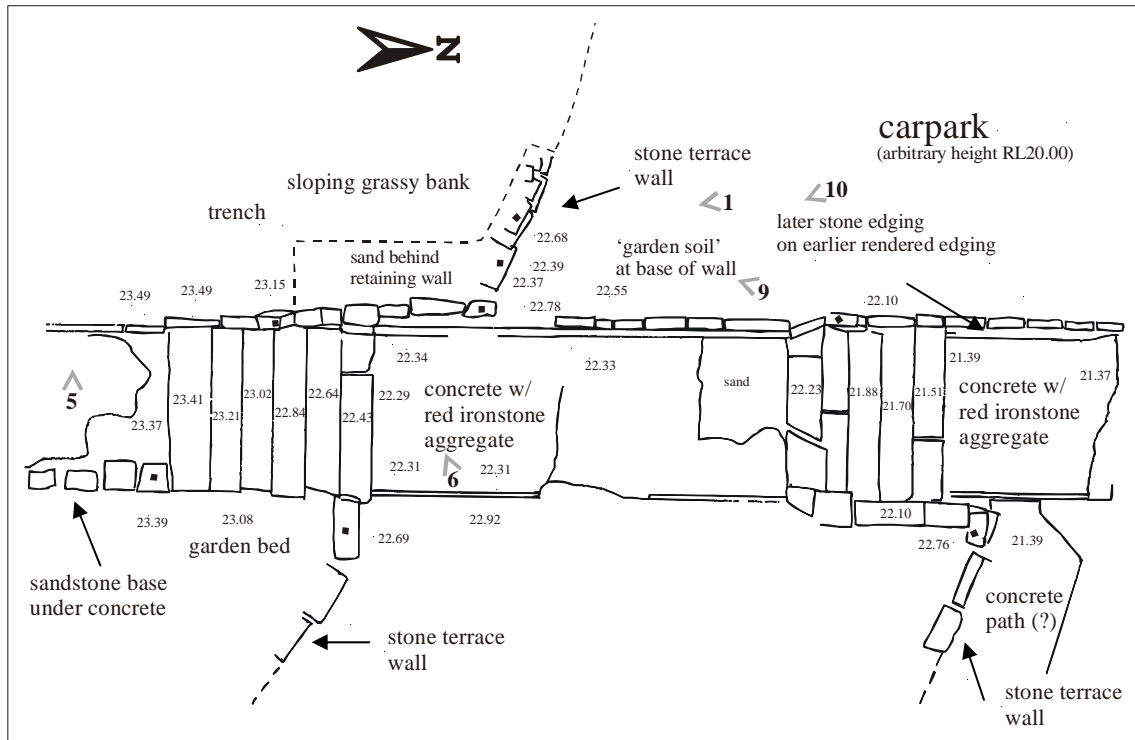 N
carpark
(arbitrary height RL20.00)
stone terrace
wall
sloping grassy bank
1
10
trench
later stone edging
on earlier rendered edging
22.68
'garden soil'
at base of wall
sand behind
retaining wall
22.39
22.37
23.15
23.49
23.49
22.55
9
22.78
22.10
22.34
22.33
21.39
21.37
5
23.41
23.21
23.02
22.84
22.64
22.43
22.29
concrete w/
red ironstone
aggregate
sand
22.23
21.88
21.70
21.51
concrete w/
red ironstone
aggregate
23.37
22.31
6
22.31
23.39
23.08
22.92
22.10
garden bed
22.69
22.76
21.39
sandstone base
under concrete
concrete
path (?)
stone terrace
wall
stone terrace
wall